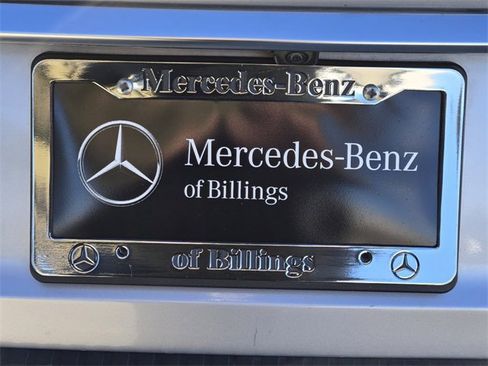 Mercedes-Benz
Mercedes-Benz
of Billings
of Billings